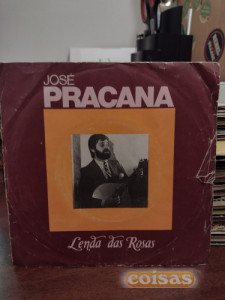 JOSÉ
PRACANA
Lenda das Rosas
coisas